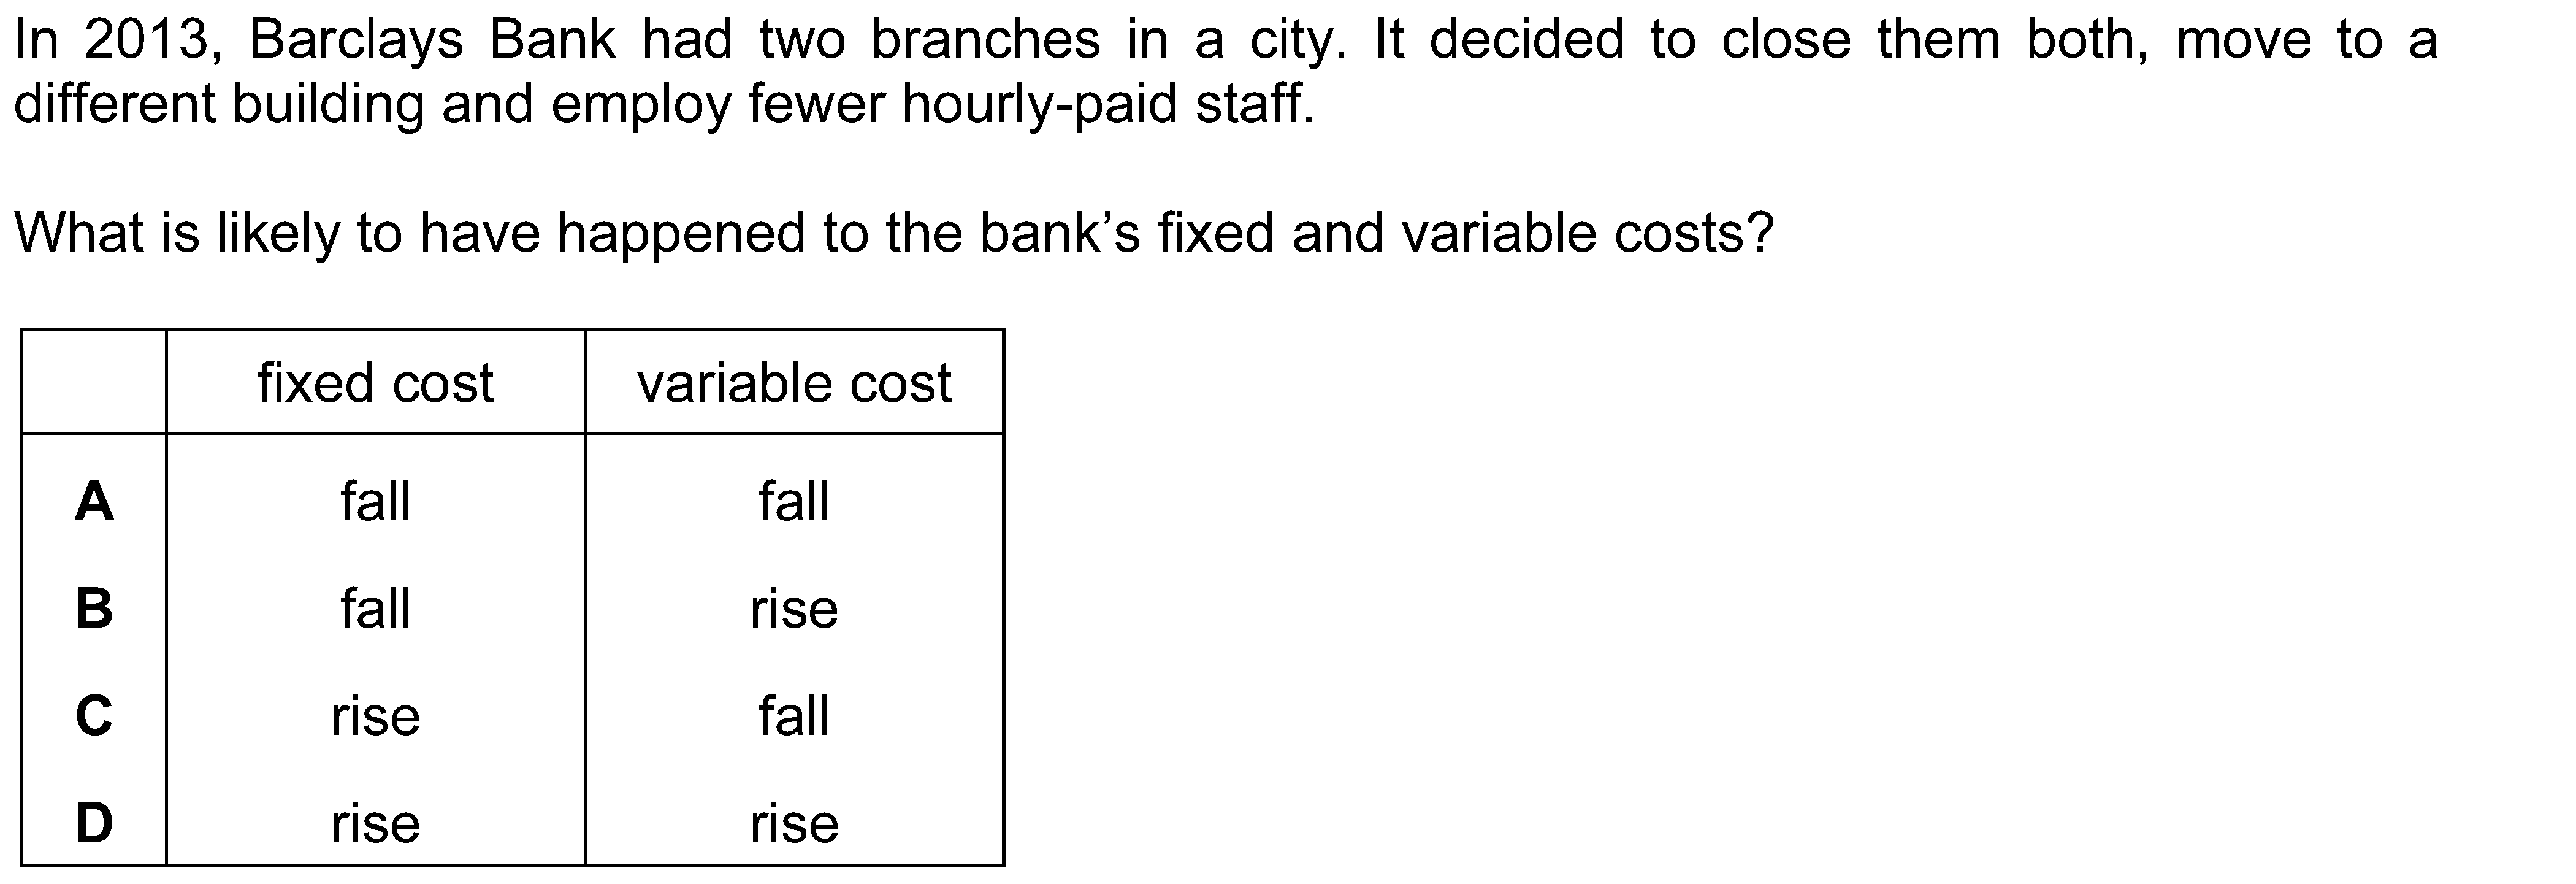 In 2013, Barclays Bank had two branches in a city. It decided to close them both, move to a
different building and employ fewer hourly-paid staff.
What is likely to have happened to the bank’s fixed and variable costs?
fixed cost variable cost
A fall fall
B fall rise
C rise fall
D rise rise